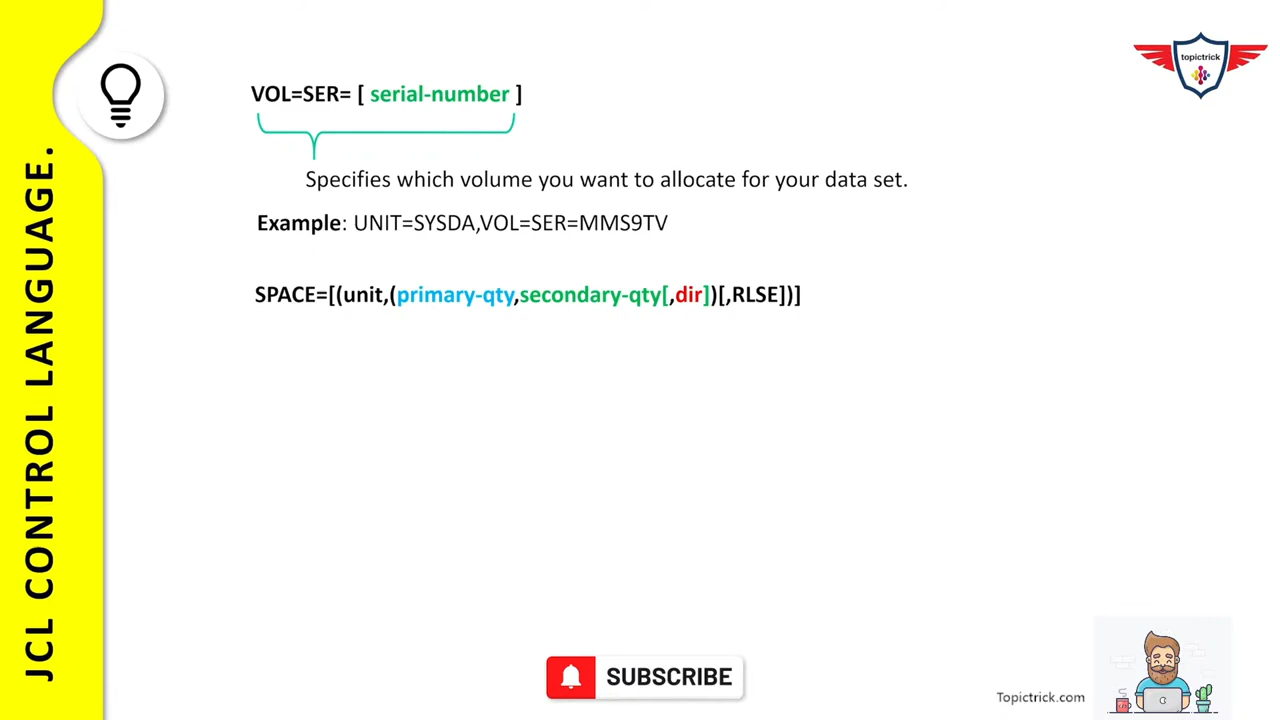 topictrick
VOL=SER= [ serial-number ]
Specifies which volume you want to allocate for your data set.
Example: UNIT=SYSDA,VOL=SER=MMS9TV
SPACE=[(unit,(primary-qty,secondary-qty[,dir])[,RLSE])]
JCL CONTROL LANGUAGE.
SUBSCRIBE
Topictrick.com